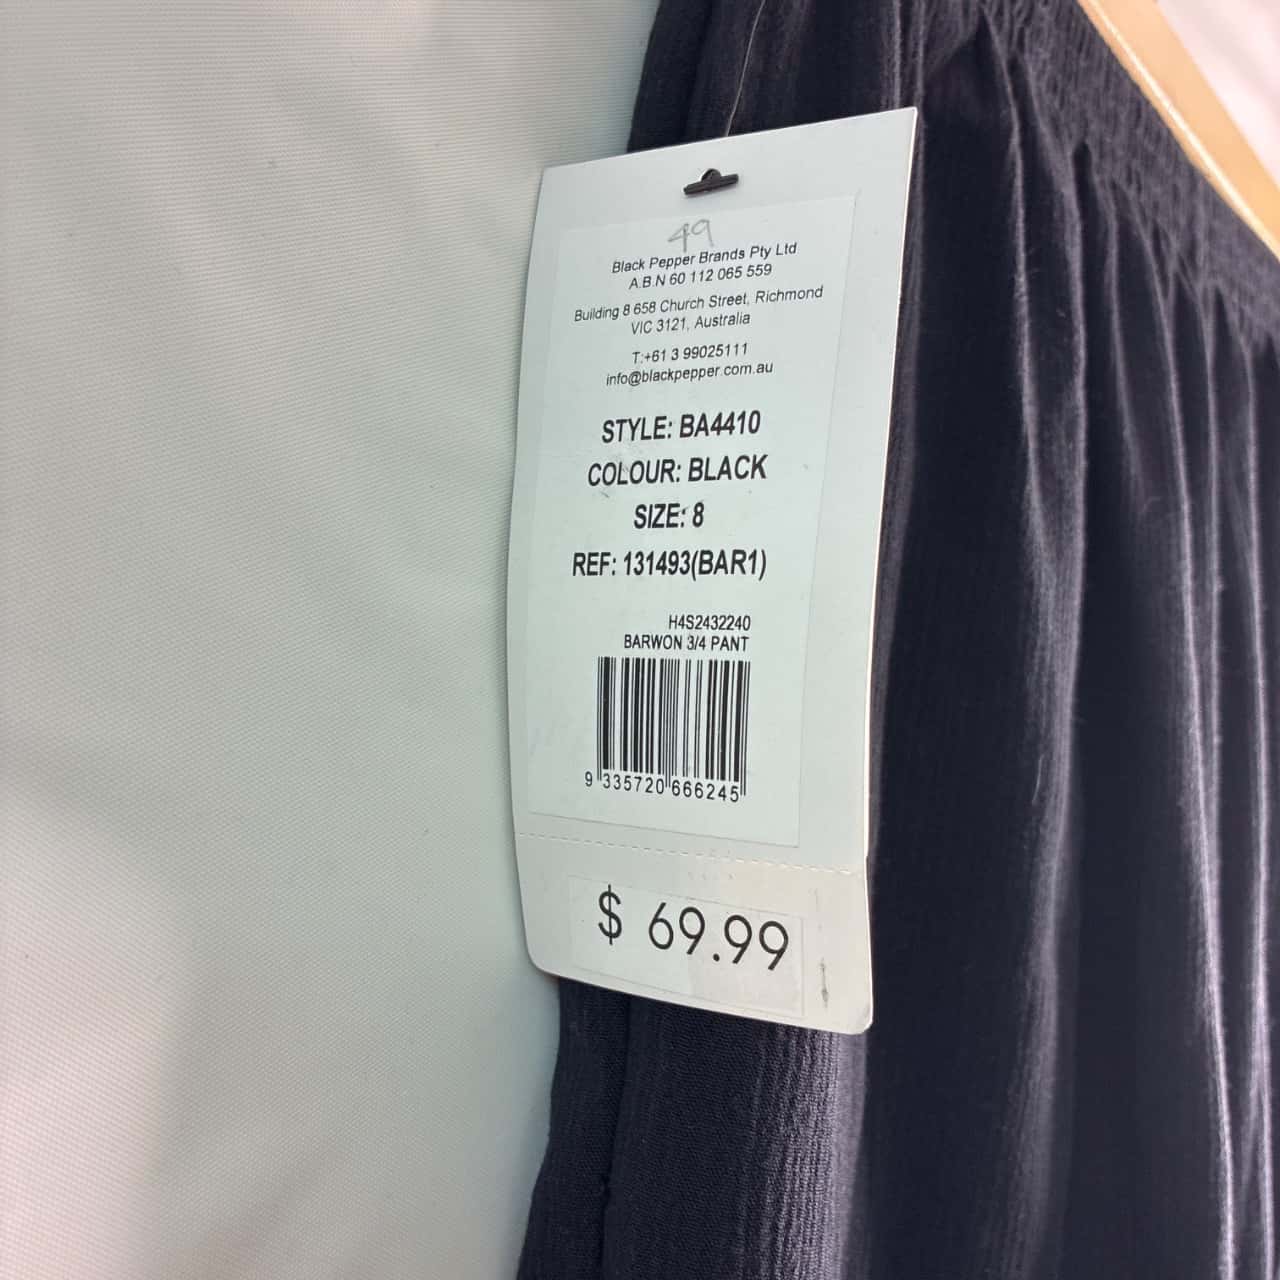 49
Black Pepper Brands Pty Ltd
A.B.N 60 112 065 559
Building 8 658 Church Street, Richmond
VIC 3121, Australia
T:+61 3 99025111
info@blackpepper.com.au
STYLE: BA4410
COLOUR: BLACK
SIZE: 8
REF: 131493(BAR1)
H4S2432240
BARWON 3/4 PANT
9 335720 666245
$ 69.99